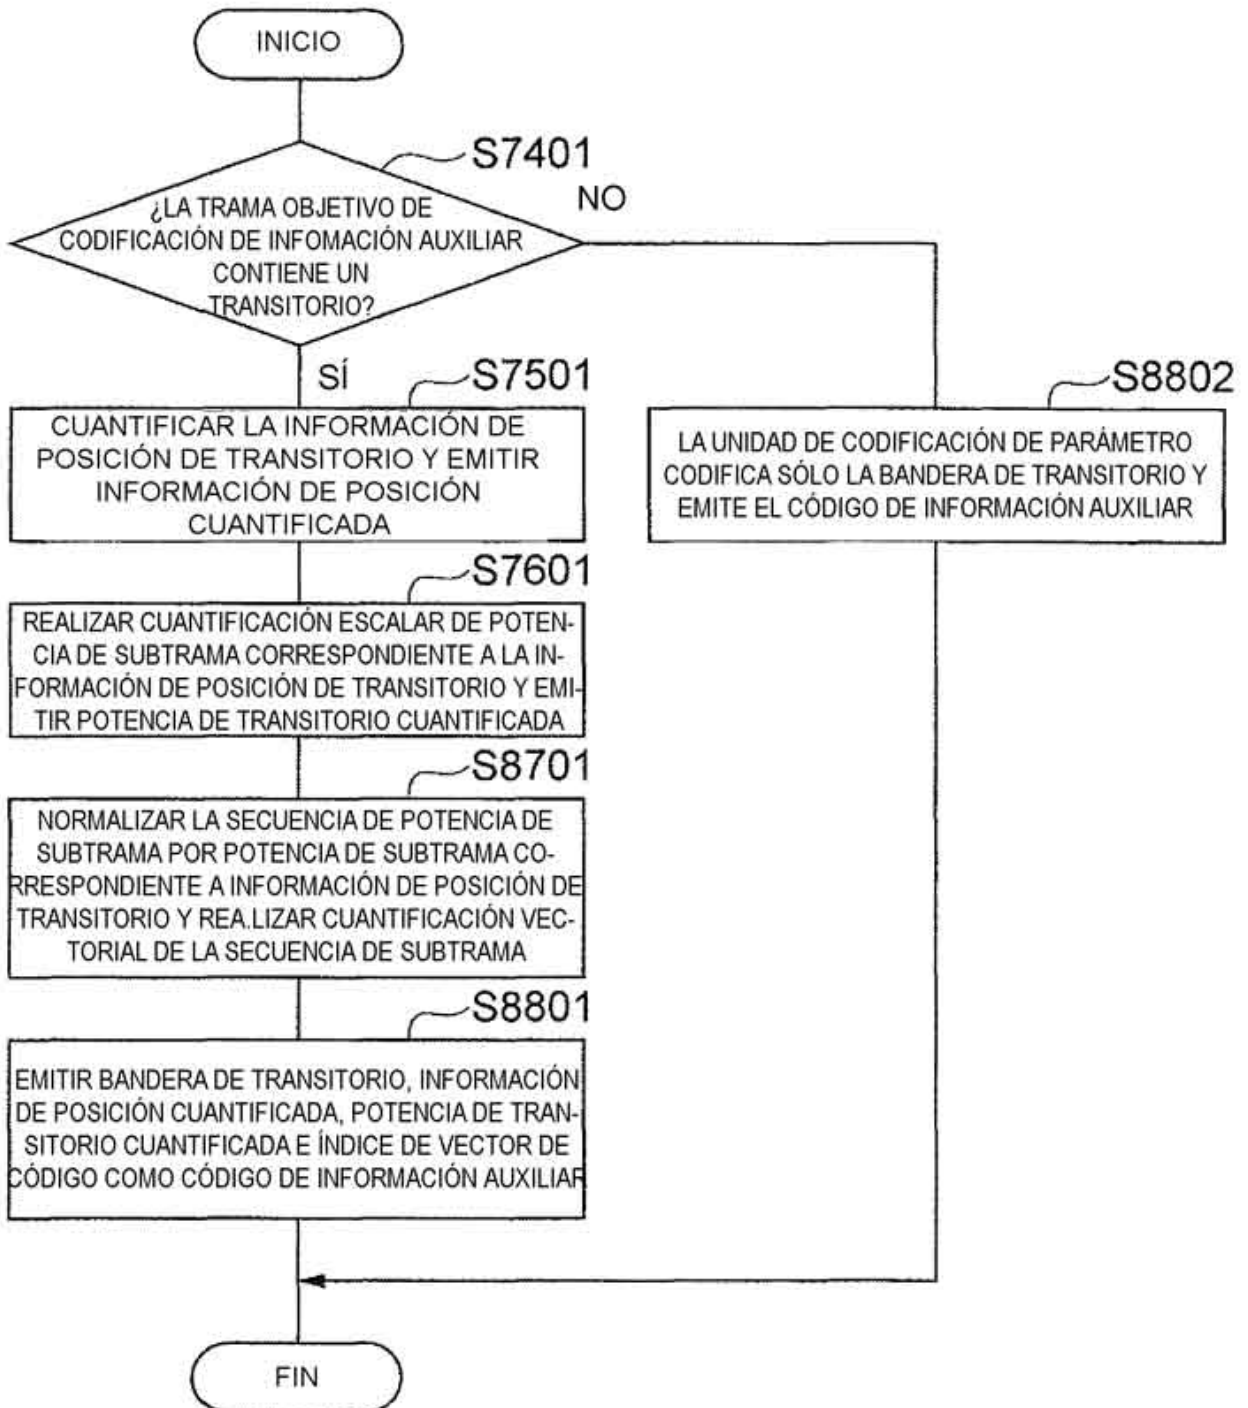 INICIO
S7401
NO
¿LA TRAMA OBJETIVO DE
CODIFICACIÓN DE INFOMACIÓN AUXILIAR
CONTIENE UN
TRANSITORIO?
SÍ
S7501
CUANTIFICAR LA INFORMACIÓN DE
POSICIÓN DE TRANSITORIO Y EMITIR
INFORMACIÓN DE POSICIÓN
CUANTIFICADA
S8802
LA UNIDAD DE CODIFICACIÓN DE PARÁMETRO
CODIFICA SÓLO LA BANDERA DE TRANSITORIO Y
EMITE EL CÓDIGO DE INFORMACIÓN AUXILIAR
S7601
REALIZAR CUANTIFICACIÓN ESCALAR DE POTEN-
CIA DE SUBTRAMA CORRESPONDIENTE A LA IN-
FORMACIÓN DE POSICIÓN DE TRANSITORIO Y EMI-
TIR POTENCIA DE TRANSITORIO CUANTIFICADA
S8701
NORMALIZAR LA SECUENCIA DE POTENCIA DE
SUBTRAMA POR POTENCIA DE SUBTRAMA CO-
RRESPONDIENTE A INFORMACIÓN DE POSICIÓN DE
TRANSITORIO Y REA.LIZAR CUANTIFICACIÓN VEC-
TORIAL DE LA SECUENCIA DE SUBTRAMA
S8801
EMITIR BANDERA DE TRANSITORIO, INFORMACIÓN
DE POSICIÓN CUANTIFICADA, POTENCIA DE TRAN-
SITORIO CUANTIFICADA E ÍNDICE DE VECTOR DE
CÓDIGO COMO CÓDIGO DE INFORMACIÓN AUXILIAR
FIN